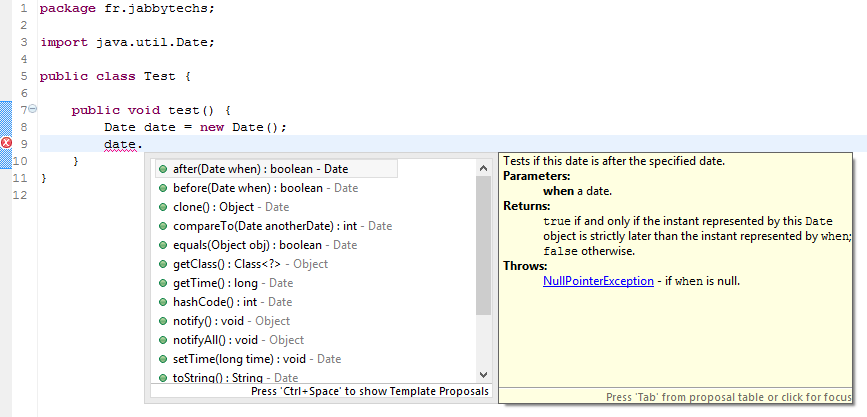 1 package fr.jabbytechs;
2
3 import java.util.Date;
4
5 public class Test {
6
7 public void test() {
8 Date date = new Date();
9 date.
10 }
11 }
12
after(Date when) : boolean - Date
before(Date when) : boolean - Date
clone() : Object - Date
compareTo(Date anotherDate) : int - Date
equals(Object obj) : boolean - Date
getClass() : Class<?> - Object
getTime() : long - Date
hashCode() : int - Date
notify() : void - Object
notifyAll() : void - Object
setTime(long time) : void - Date
toString() : String - Date
Press 'Ctrl+Space' to show Template Proposals
Tests if this date is after the specified date.
Parameters:
when a date.
Returns:
true if and only if the instant represented by this Date
object is strictly later than the instant represented by when;
false otherwise.
Throws:
NullPointerException - if when is null.
Press 'Tab' from proposal table or click for focus